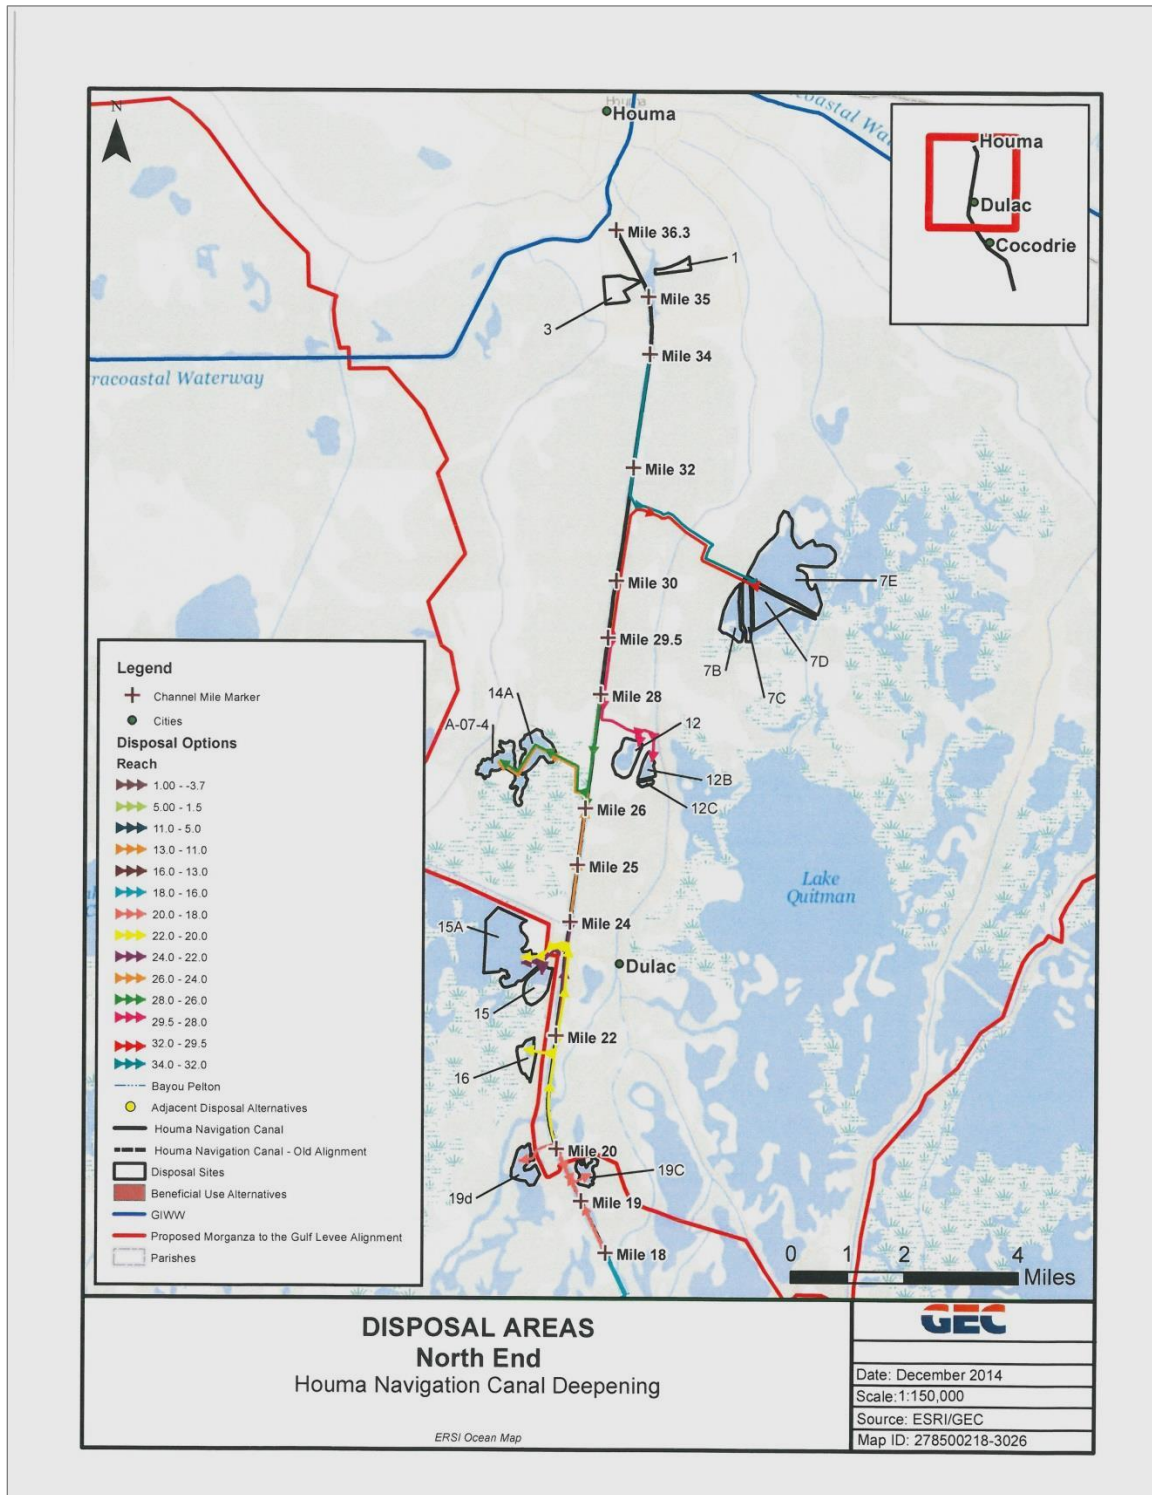 N
Houma
Houma
coastal Wat
Mile 36.3
1
3
Mile 35
Mile 34
racoastal Waterway
Mile 32
Mile 30
7E
Mile 29.5
7B
7D
7C
Mile 28
14A
A-07-4
12
12B
12C
Mile 26
Mile 25
Lake
Quitman
Mile 24
15A
Dulac
15
Mile 22
16
Mile 20
19C
19d
Mile 19
Mile 18
Houma
Dulac
Cocodrie
Legend
Channel Mile Marker
Cities
Disposal Options
Reach
1.00 - -3.7
5.00 - 1.5
11.0 - 5.0
13.0 - 11.0
16.0 - 13.0
18.0 - 16.0
20.0 - 18.0
22.0 - 20.0
24.0 - 22.0
26.0 - 24.0
28.0 - 26.0
29.5 - 28.0
32.0 - 29.5
34.0 - 32.0
Bayou Pelton
Adjacent Disposal Alternatives
Houma Navigation Canal
Houma Navigation Canal - Old Alignment
Disposal Sites
Beneficial Use Alternatives
GIWW
Proposed Morganza to the Gulf Levee Alignment
Parishes
0 1 2 4
Miles
DISPOSAL AREAS
North End
Houma Navigation Canal Deepening
ERSI Ocean Map
GEC
Date: December 2014
Scale:1:150,000
Source: ESRI/GEC
Map ID: 278500218-3026